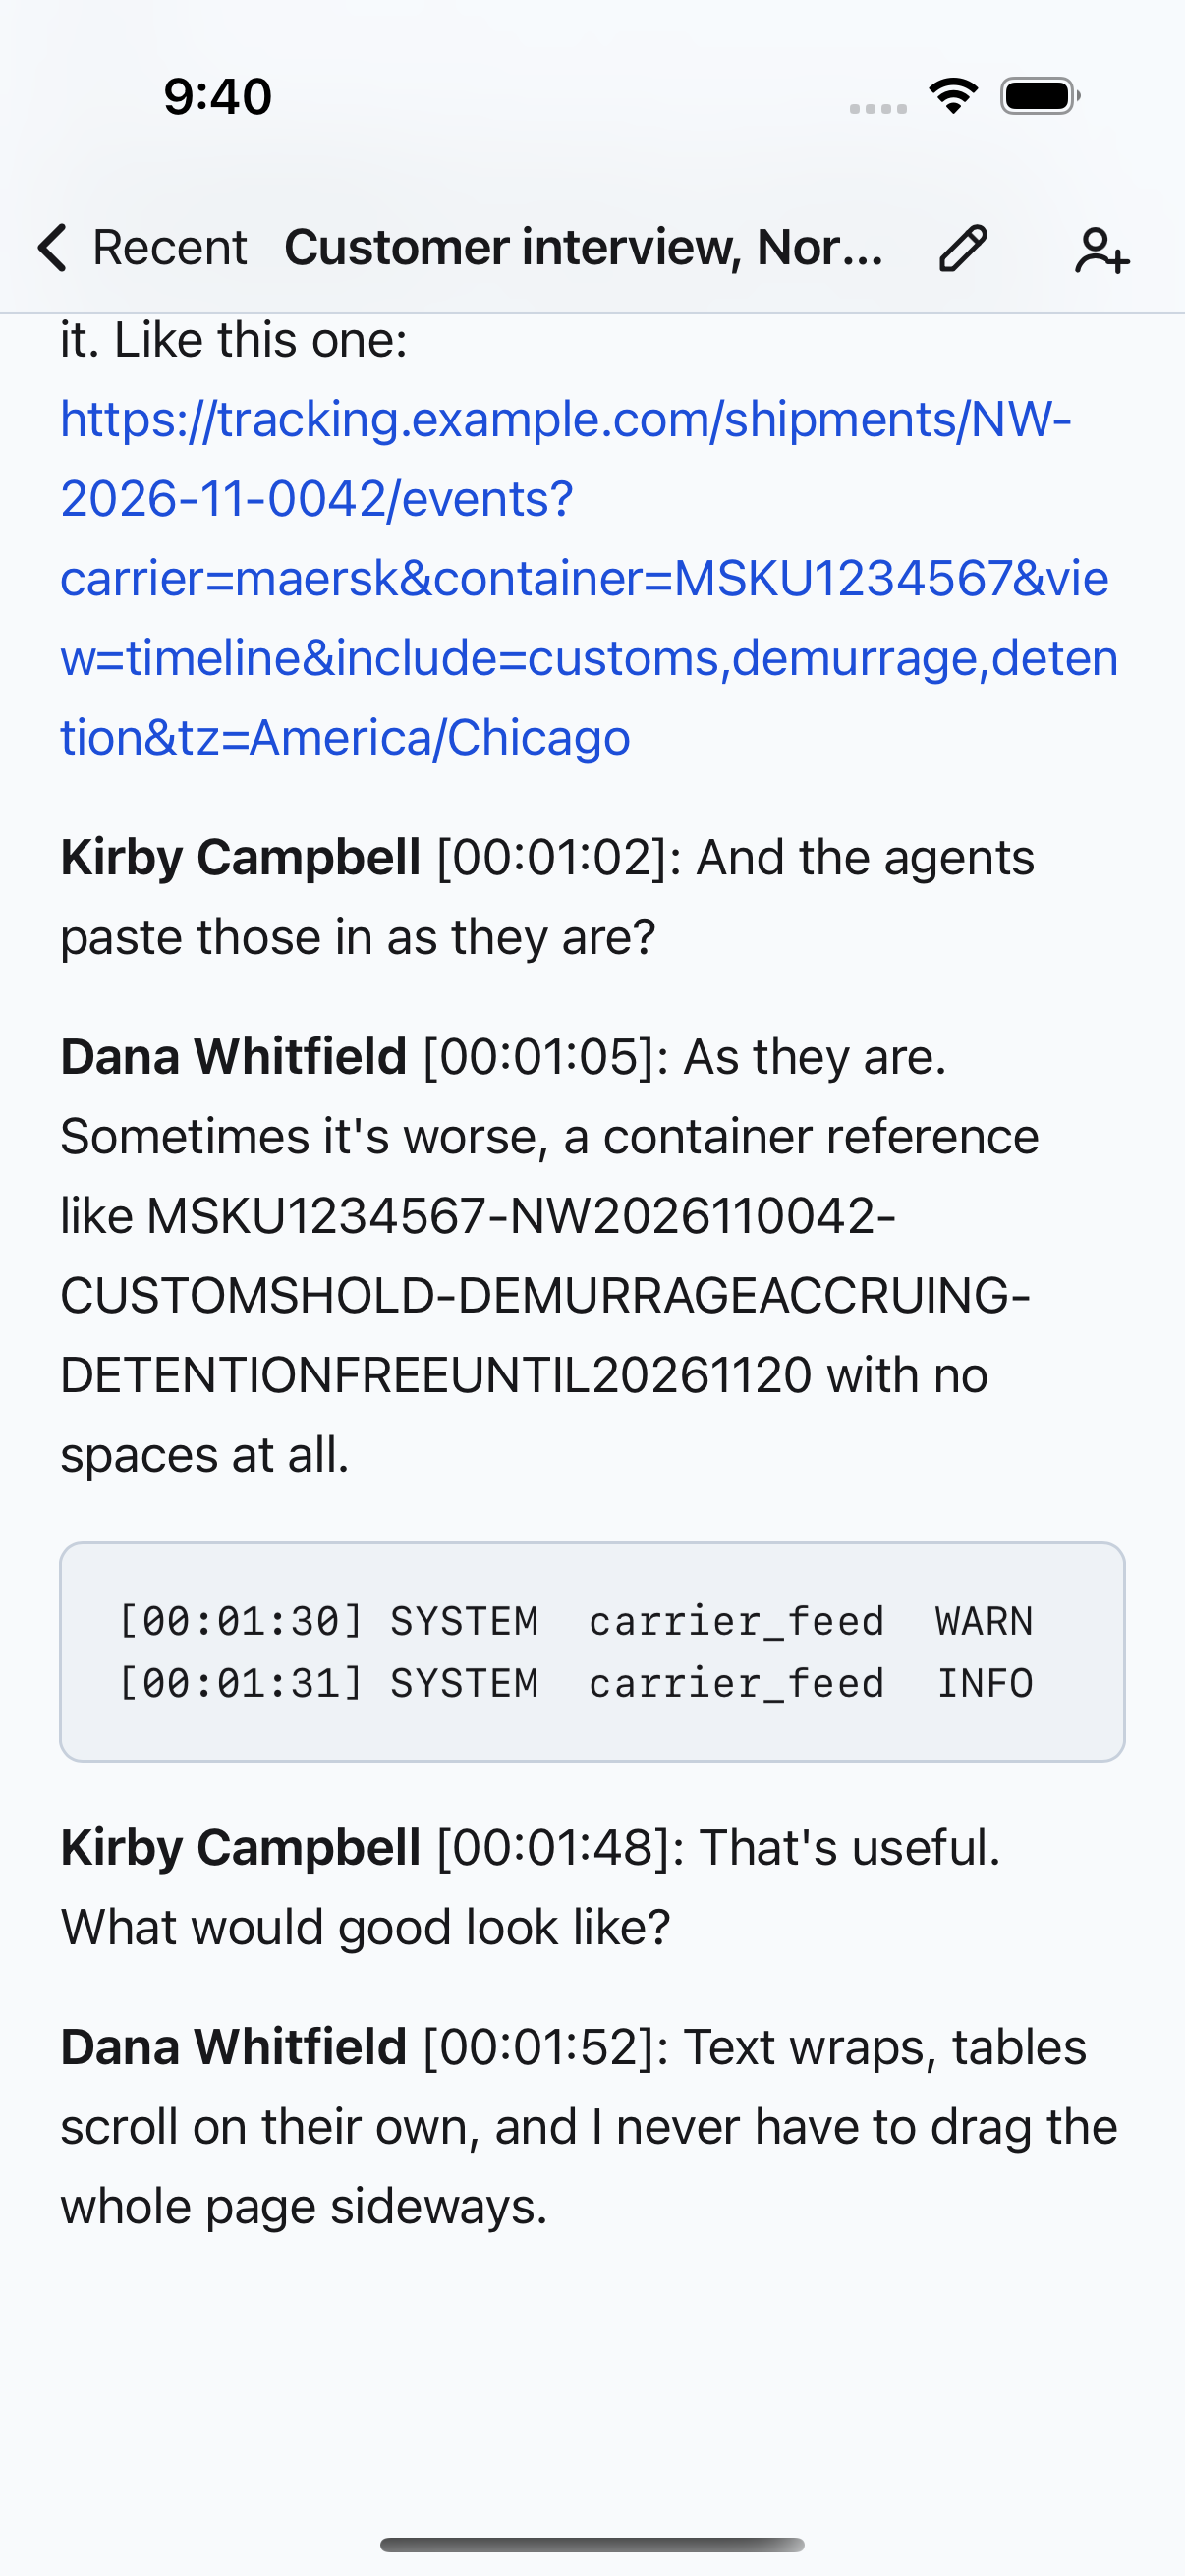 9:40
Recent Customer interview, Nor...
it. Like this one:
https://tracking.example.com/shipments/NW-
2026-11-0042/events?
carrier=maersk&container=MSKU1234567&vie
w=timeline&include=customs,demurrage,deten
tion&tz=America/Chicago
Kirby Campbell [00:01:02]: And the agents
paste those in as they are?
Dana Whitfield [00:01:05]: As they are.
Sometimes it's worse, a container reference
like MSKU1234567-NW2026110042-
CUSTOMSHOLD-DEMURRAGEACCRUING-
DETENTIONFREEUNTIL20261120 with no
spaces at all.
[00:01:30] SYSTEM  carrier_feed  WARN
[00:01:31] SYSTEM  carrier_feed  INFO
Kirby Campbell [00:01:48]: That's useful.
What would good look like?
Dana Whitfield [00:01:52]: Text wraps, tables
scroll on their own, and I never have to drag the
whole page sideways.